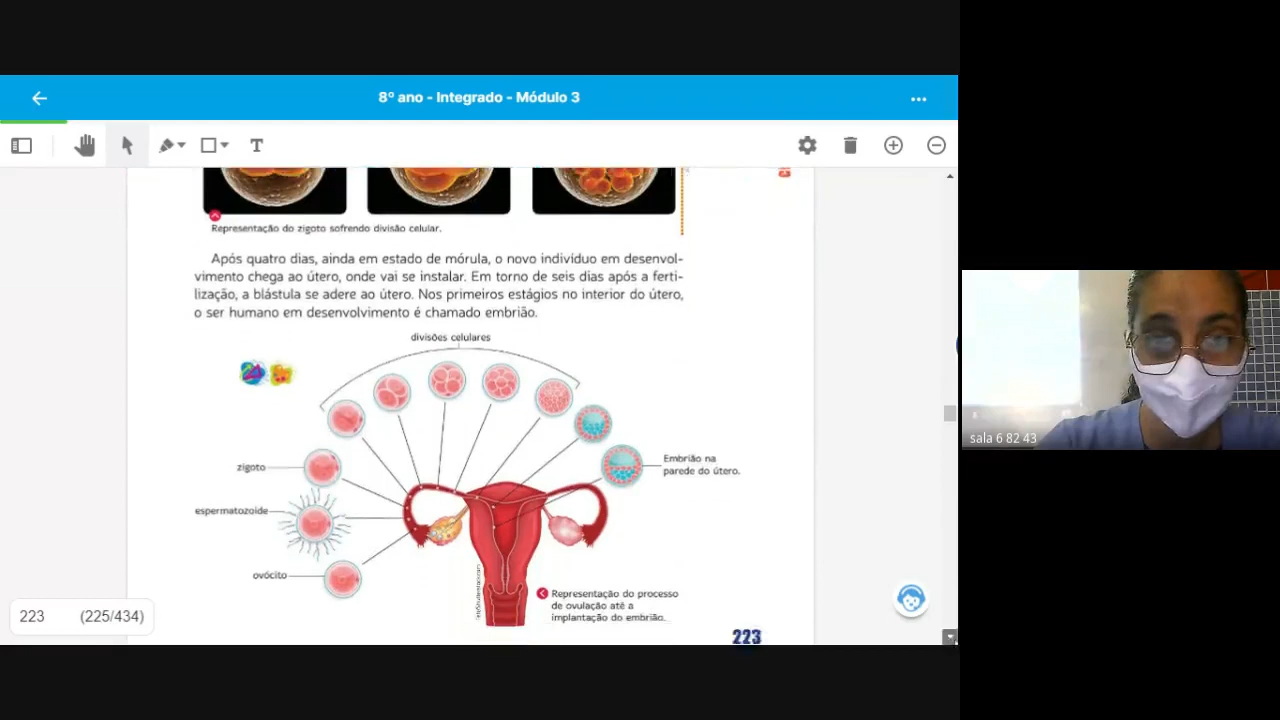 8º ano - Integrado - Módulo 3
T
Representação do zigoto sofrendo divisão celular.
Após quatro dias, ainda em estado de mórula, o novo indivíduo em desenvol-
vimento chega ao útero, onde vai se instalar. Em torno de seis dias após a ferti-
lização, a blástula se adere ao útero. Nos primeiros estágios no interior do útero,
o ser humano em desenvolvimento é chamado embrião.
divisões celulares
zigoto
Embrião na
parede do útero.
espermatozoide
ovócito
Representação do processo
de ovulação até a
implantação do embrião.
223
223 (225/434)
sala 6 82 43